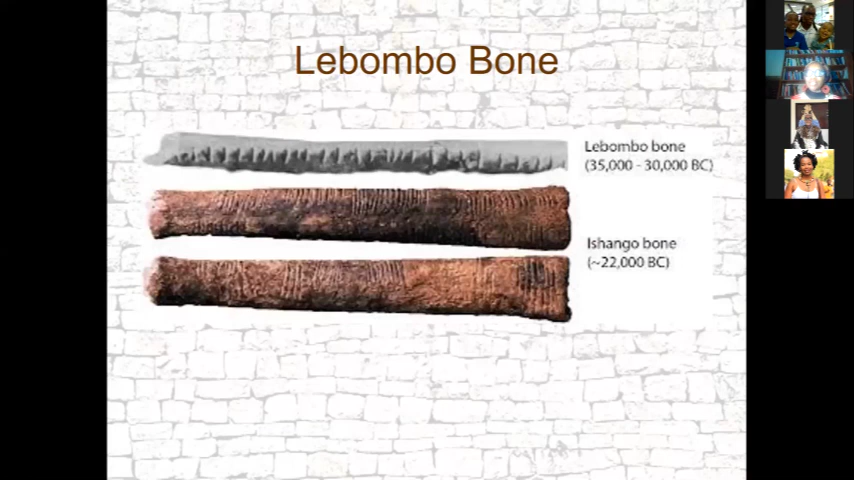 Lebombo Bone
Lebombo bone
(35,000 - 30,000 BC)
Ishango bone
(~22,000 BC)